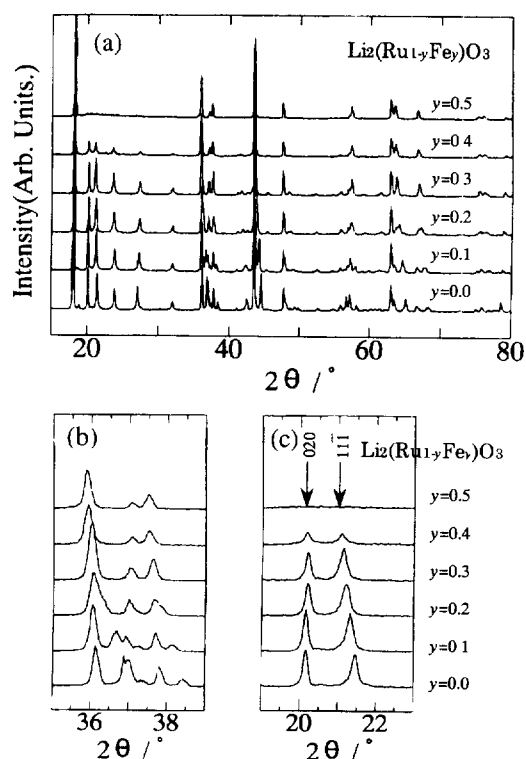 (a)
Li2(Ru1-yFey)O3
y=0.5
y=0 4
y=0 3
y=0.2
y=0.1
y=0.0
Intensity(Arb. Units.)
20 40 60 80
2θ / °
(b)
(c)
020
1̄11
Li2(Ru1-yFey)O3
y=0.5
y=0.4
y=0.3
y=0.2
y=0 1
y=0.0
36 38
20 22
2θ / °
2θ / °